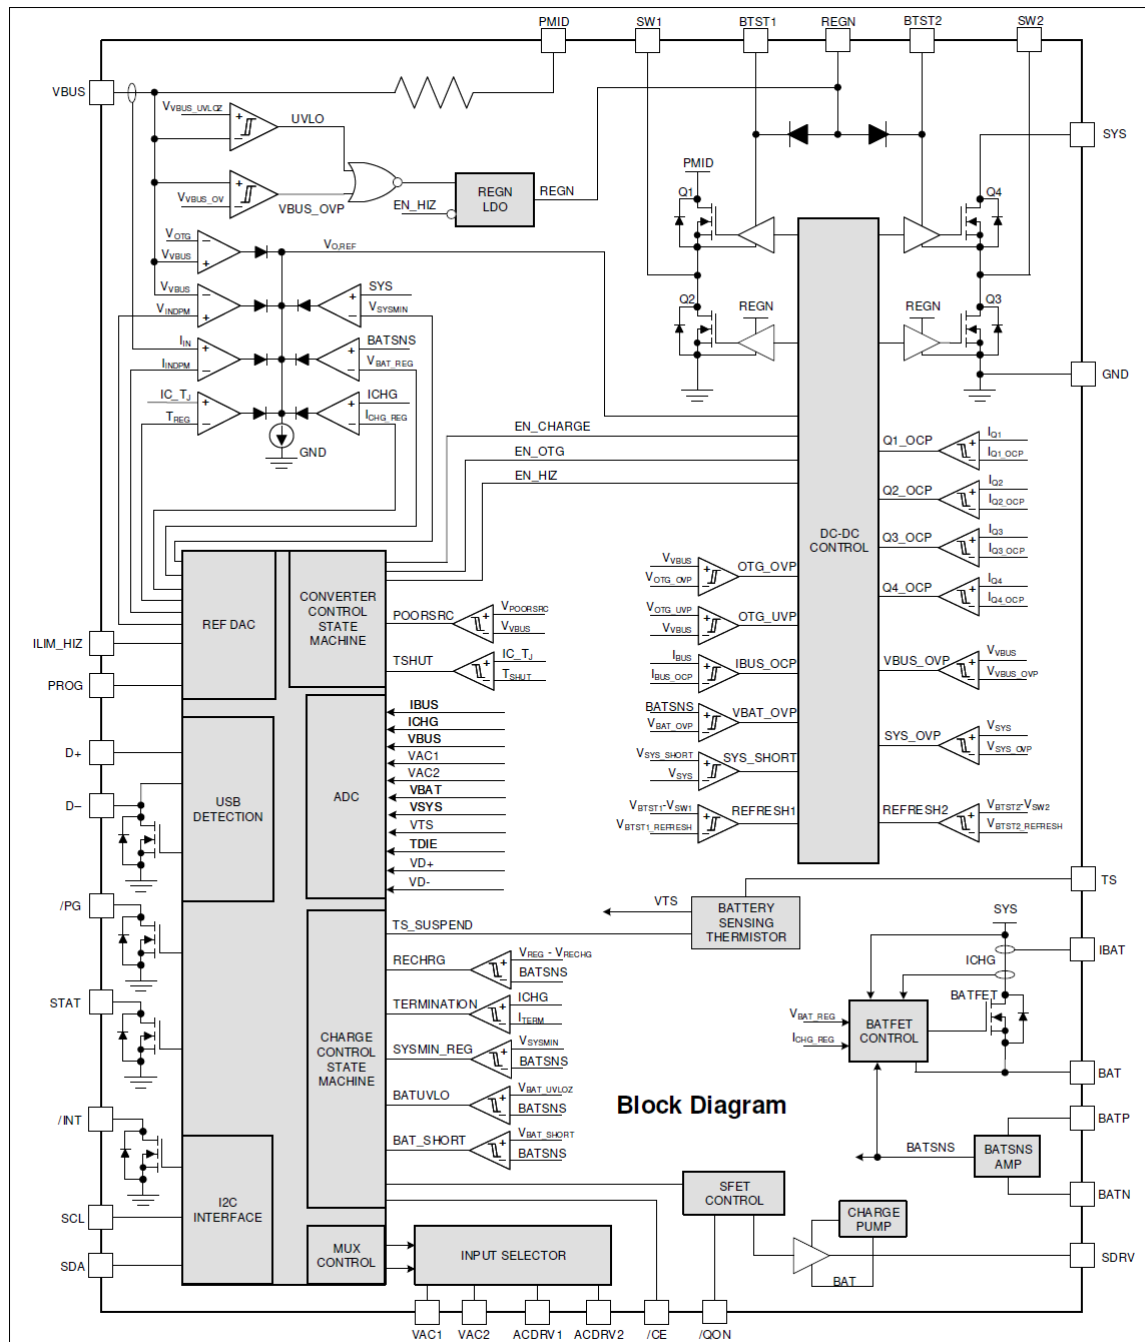 PMID SW1 BTST1 REGN BTST2 SW2
VBUS
VVBUS_UVLOZ
UVLO
SYS
PMID
Q1
Q4
VVBUS_OV
VBUS_OVP
EN_HIZ
REGN
LDO
REGN
VOTG
VVBUS
VO,REF
VVBUS
VINDPM
SYS
VSYSMIN
Q2
REGN
REGN
Q3
IIN
IINDPM
BATSNS
VBAT_REG
GND
IC_TJ
TREG
ICHG
ICHG_REG
GND
EN_CHARGE
EN_OTG
EN_HIZ
DC-DC
CONTROL
Q1_OCP
IQ1
IQ1_OCP
Q2_OCP
IQ2
IQ2_OCP
Q3_OCP
IQ3
IQ3_OCP
Q4_OCP
IQ4
IQ4_OCP
VVBUS
VOTG_OVP
OTG_OVP
VOTG_UVP
VVBUS
OTG_UVP
IBUS
IBUS_OCP
IBUS_OCP
BATSNS
VBAT_OVP
VBAT_OVP
VSYS_SHORT
VSYS
SYS_SHORT
VBTST1-VSW1
VBTST1_REFRESH
REFRESH1
VBUS_OVP
VVBUS
VVBUS_OVP
SYS_OVP
VSYS
VSYS_OVP
REFRESH2
VBTST2-VSW2
VBTST2_REFRESH
REF DAC
CONVERTER
CONTROL
STATE
MACHINE
POORSRC
VPOORSRC
VVBUS
TSHUT
IC_TJ
TSHUT
ILIM_HIZ
PROG
D+
D−
USB
DETECTION
ADC
IBUS
ICHG
VBUS
VAC1
VAC2
VBAT
VSYS
VTS
TDIE
VD+
VD-
TS
VTS
BATTERY
SENSING
THERMISTOR
/PG
TS_SUSPEND
RECHRG
VREG - VRECHG
BATSNS
TERMINATION
ICHG
ITERM
SYSMIN_REG
VSYSMIN
BATSNS
BATUVLO
VBAT_UVLOZ
BATSNS
BAT_SHORT
VBAT_SHORT
BATSNS
STAT
CHARGE
CONTROL
STATE
MACHINE
SYS
IBAT
ICHG
BATFET
VBAT_REG
ICHG_REG
BATFET
CONTROL
BAT
Block Diagram
/INT
BATP
BATSNS
BATSNS
AMP
BATN
I2C
INTERFACE
SCL
SDA
SFET
CONTROL
CHARGE
PUMP
BAT
SDRV
MUX
CONTROL
INPUT SELECTOR
VAC1 VAC2 ACDRV1 ACDRV2 /CE /QON